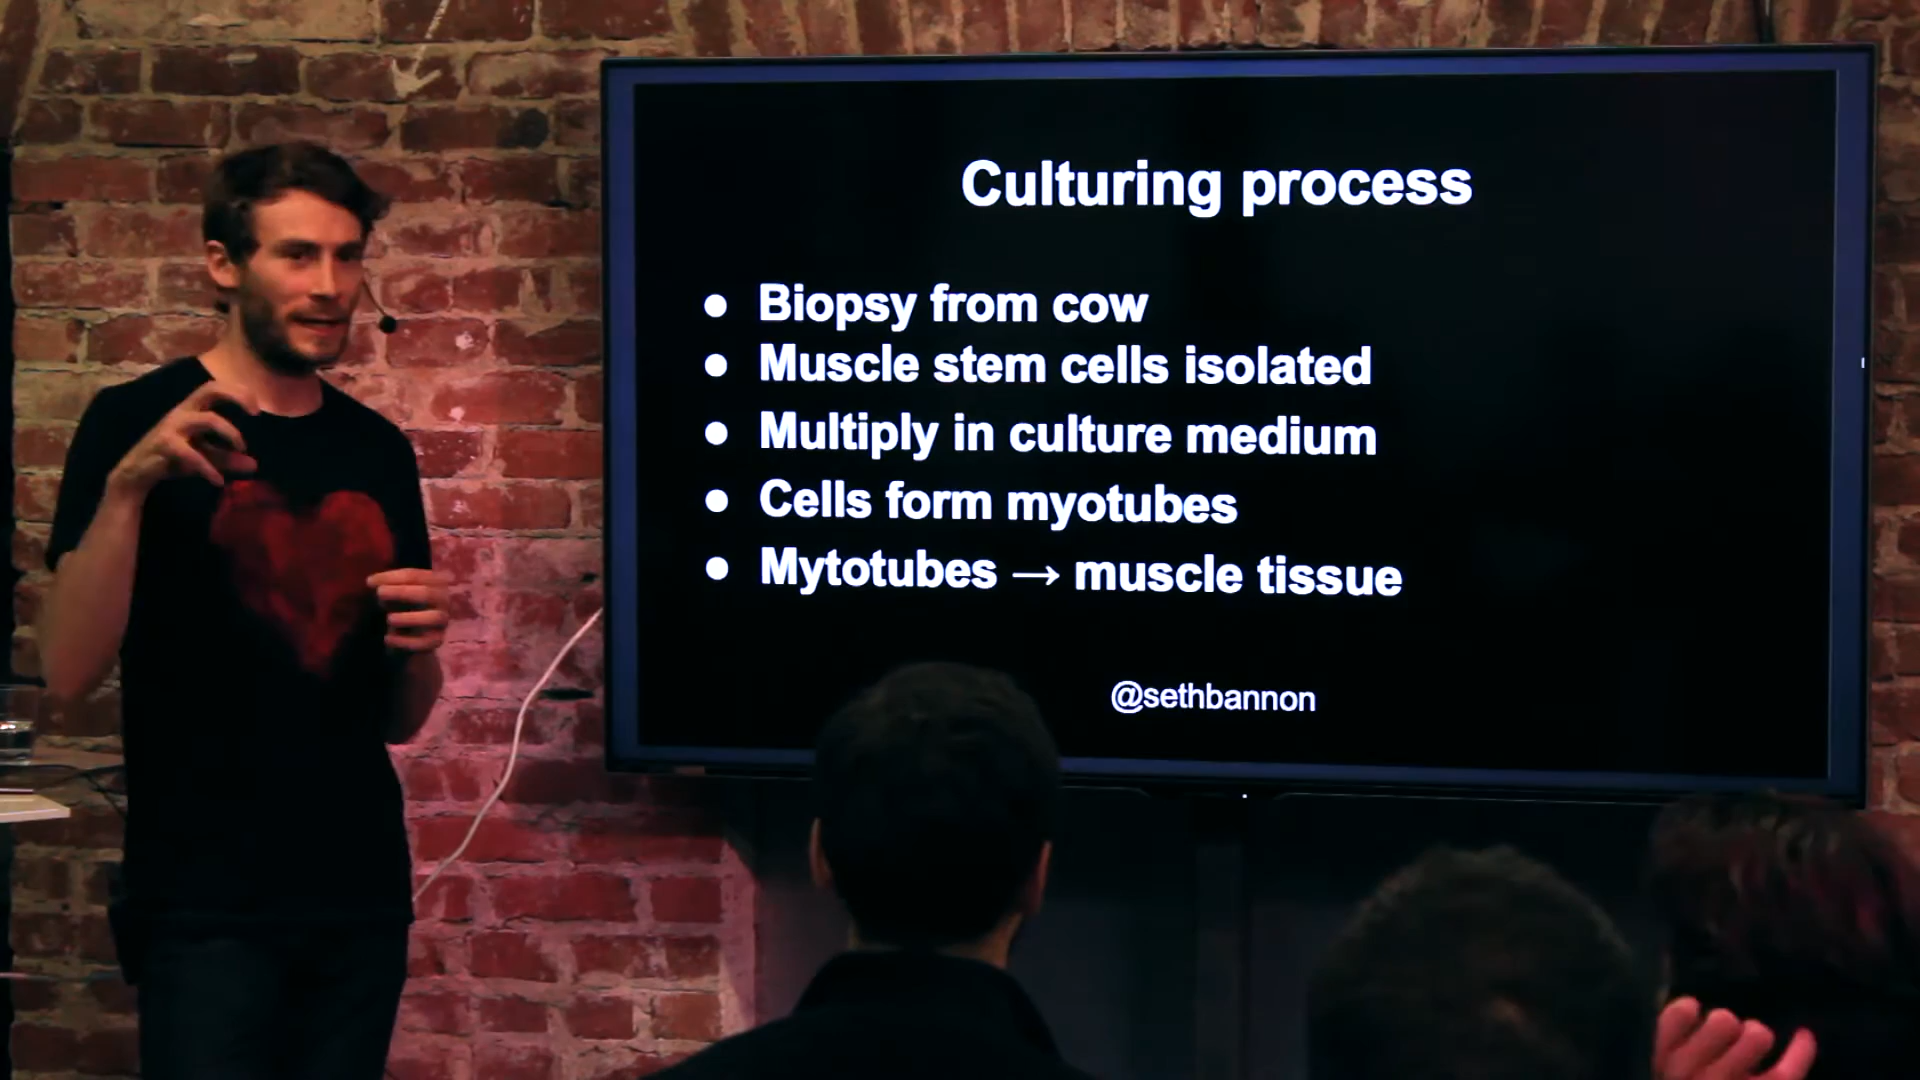 Culturing process
● Biopsy from cow
● Muscle stem cells isolated
● Multiply in culture medium
● Cells form myotubes
● Mytotubes → muscle tissue
@sethbannon